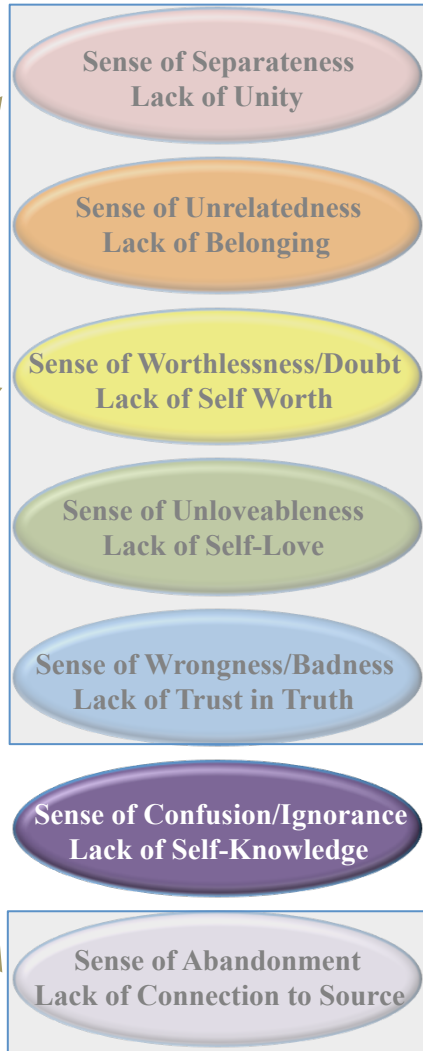 Sense of Separateness
Lack of Unity
Sense of Unrelatedness
Lack of Belonging
Sense of Worthlessness/Doubt
Lack of Self Worth
Sense of Unloveableness
Lack of Self-Love
Sense of Wrongness/Badness
Lack of Trust in Truth
Sense of Confusion/Ignorance
Lack of Self-Knowledge
Sense of Abandonment
Lack of Connection to Source